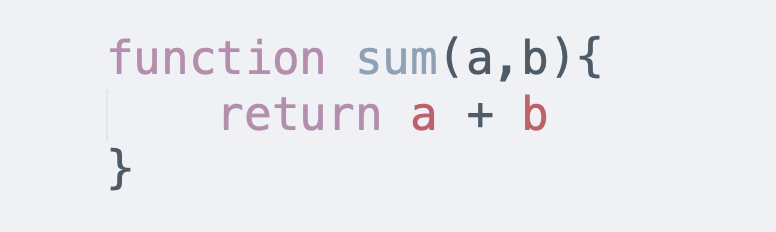 function sum(a,b){
    return a + b
}